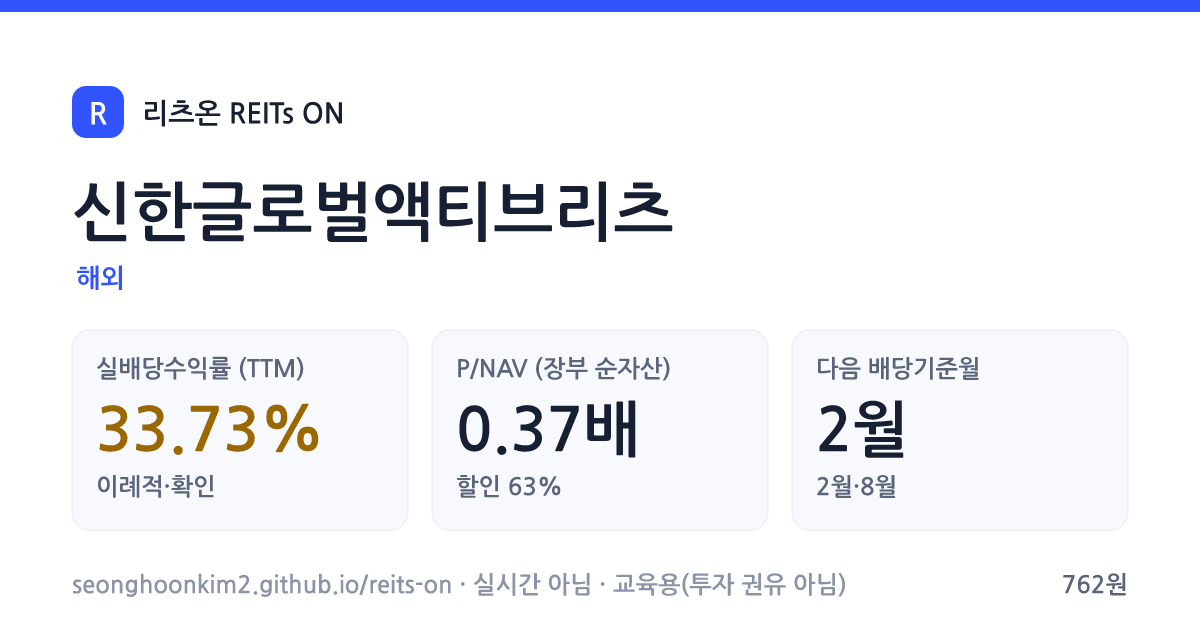 R
리츠온 REITs ON
신한글로벌액티브리츠
해외
실배당수익률 (TTM)
33.73%
이례적·확인
P/NAV (장부 순자산)
0.37배
할인 63%
다음 배당기준월
2월
2월·8월
seonghoonkim2.github.io/reits-on · 실시간 아님 · 교육용(투자 권유 아님)
762원